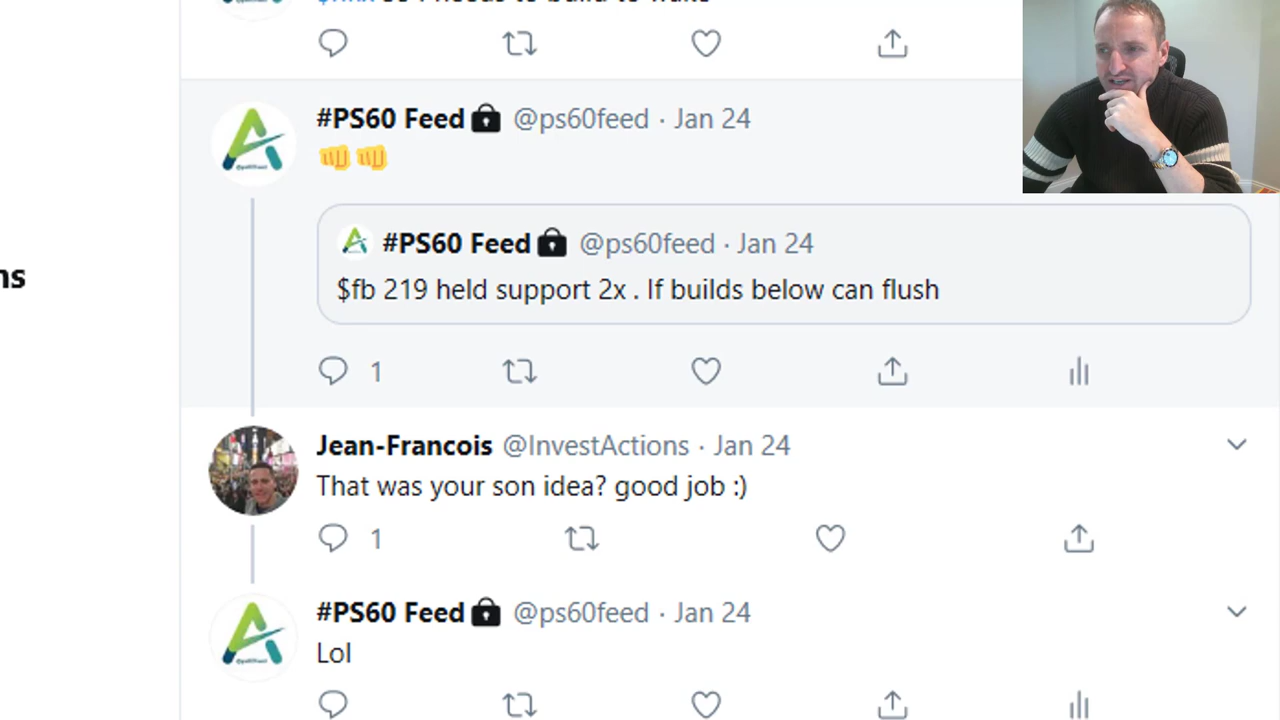 #PS60 Feed @ps60feed · Jan 24
👊👊
#PS60 Feed @ps60feed · Jan 24
$fb 219 held support 2x . If builds below can flush
1
Jean-Francois @InvestActions · Jan 24
That was your son idea? good job :)
1
#PS60 Feed @ps60feed · Jan 24
Lol